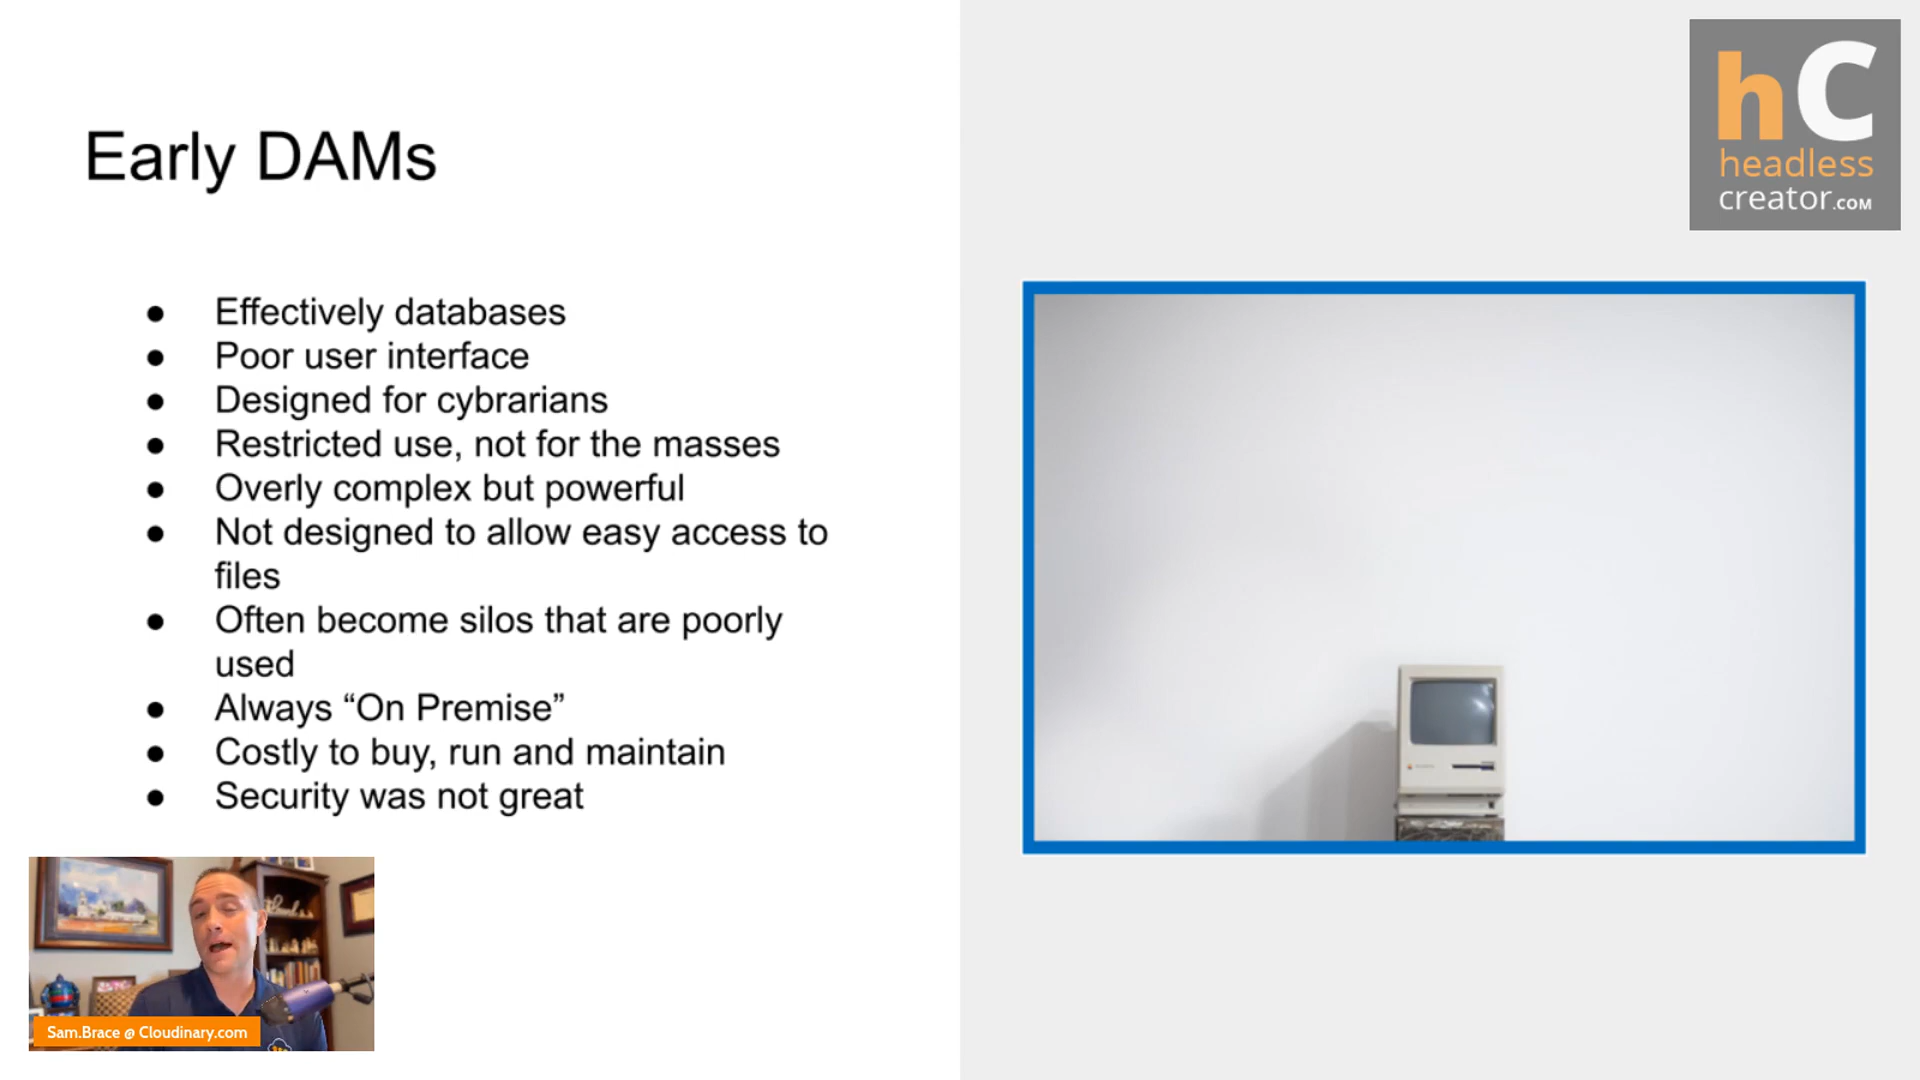 Early DAMs
● Effectively databases
● Poor user interface
● Designed for cybrarians
● Restricted use, not for the masses
● Overly complex but powerful
● Not designed to allow easy access to
files
● Often become silos that are poorly
used
● Always “On Premise”
● Costly to buy, run and maintain
● Security was not great
hC
headless
creator.COM
Sam.Brace @ Cloudinary.com